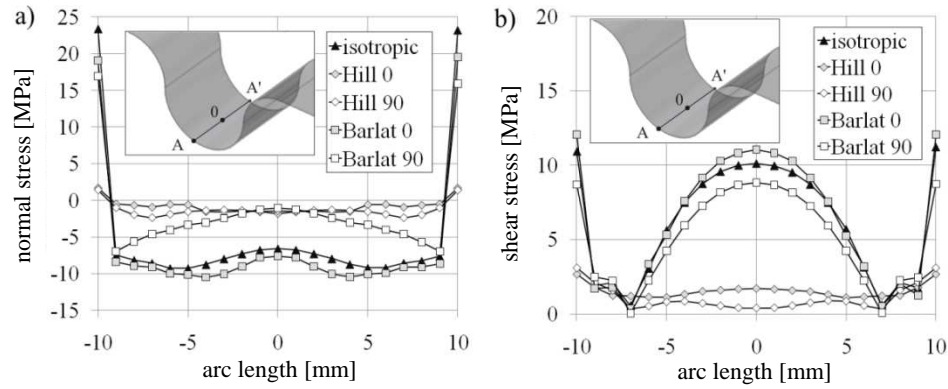 a)
normal stress [MPa]
25
20
15
10
5
0
-5
-10
-15
-10
-5
0
5
10
arc length [mm]
A
0
A'
isotropic
Hill 0
Hill 90
Barlat 0
Barlat 90
b)
shear stress [MPa]
20
15
10
5
0
-10
-5
0
5
10
arc length [mm]
A
0
A'
isotropic
Hill 0
Hill 90
Barlat 0
Barlat 90